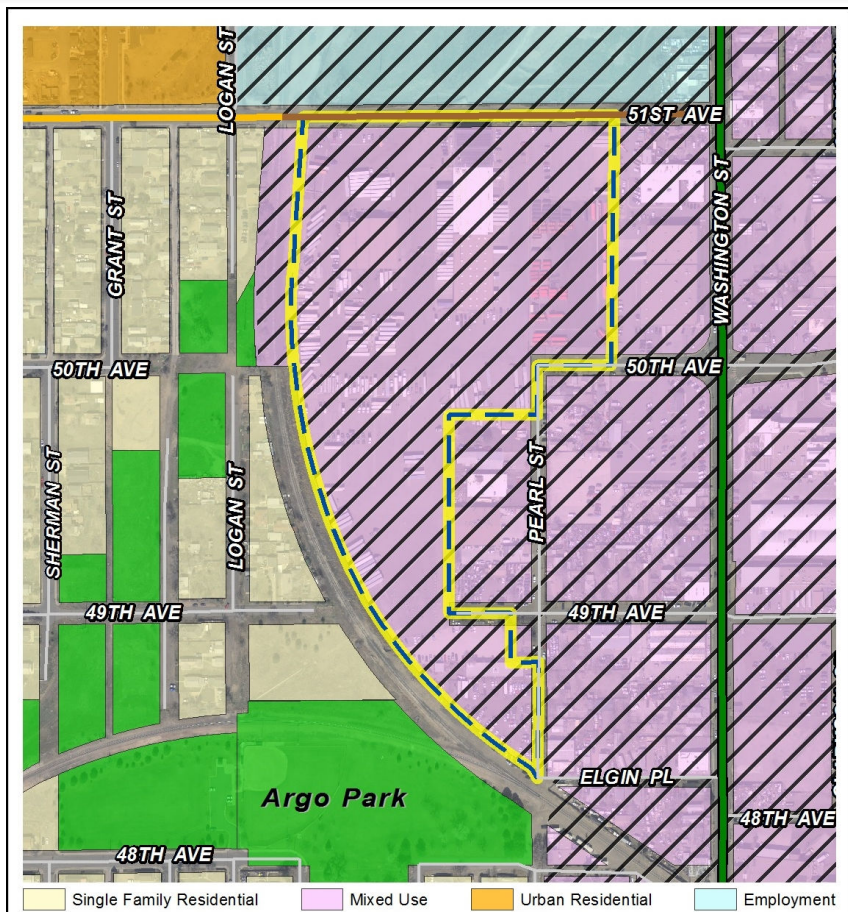 LOGAN ST
51ST AVE
GRANT ST
WASHINGTON ST
50TH AVE
50TH AVE
SHERMAN ST
LOGAN ST
PEARL ST
49TH AVE
49TH AVE
ELGIN PL
Argo Park
48TH AVE
48TH AVE
Single Family Residential
Mixed Use
Urban Residential
Employment